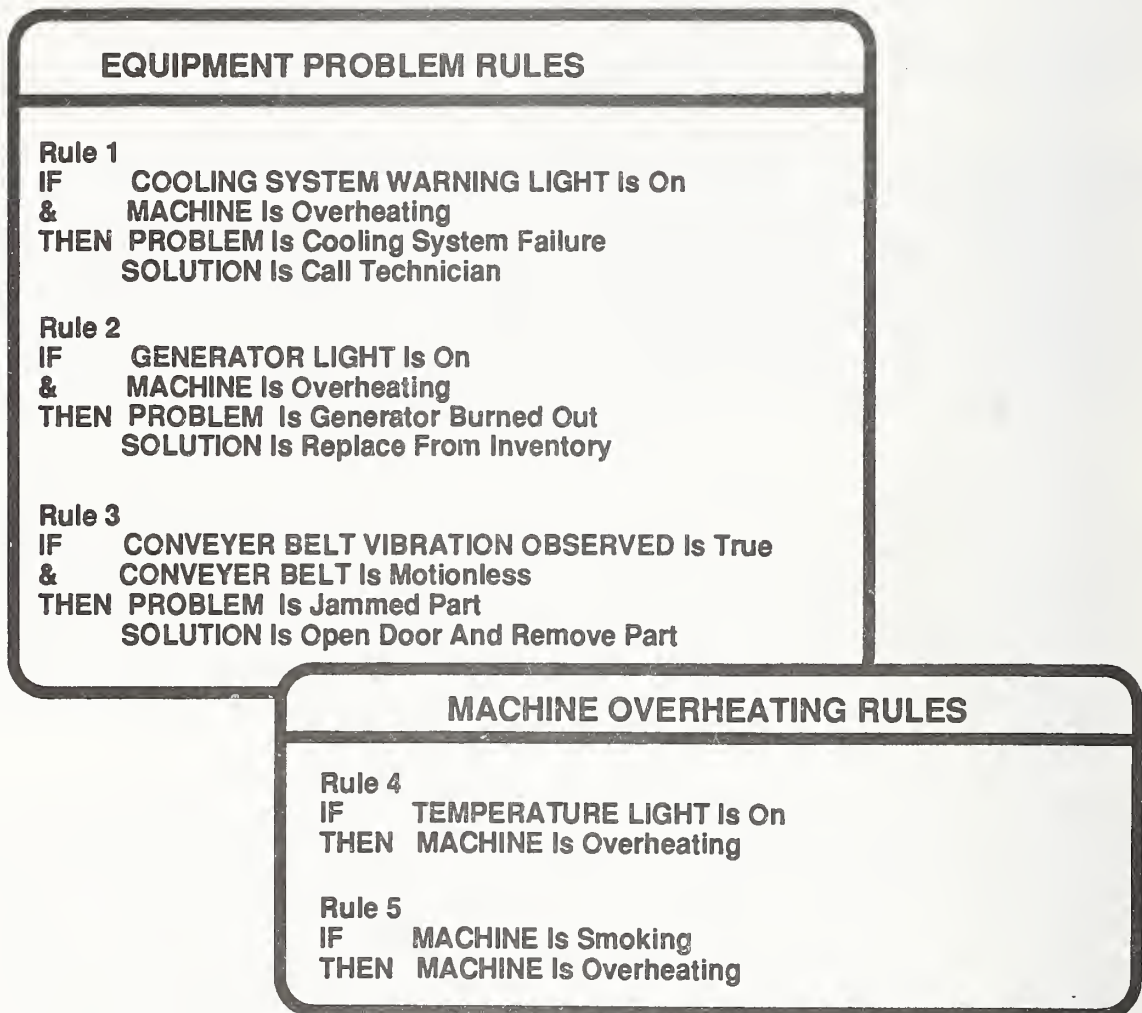 EQUIPMENT PROBLEM RULES
Rule 1
IF COOLING SYSTEM WARNING LIGHT Is On
& MACHINE Is Overheating
THEN PROBLEM Is Cooling System Failure
SOLUTION Is Call Technician
Rule 2
IF GENERATOR LIGHT Is On
& MACHINE Is Overheating
THEN PROBLEM Is Generator Burned Out
SOLUTION Is Replace From Inventory
Rule 3
IF CONVEYER BELT VIBRATION OBSERVED Is True
& CONVEYER BELT Is Motionless
THEN PROBLEM Is Jammed Part
SOLUTION Is Open Door And Remove Part
MACHINE OVERHEATING RULES
Rule 4
IF TEMPERATURE LIGHT Is On
THEN MACHINE Is Overheating
Rule 5
IF MACHINE Is Smoking
THEN MACHINE Is Overheating